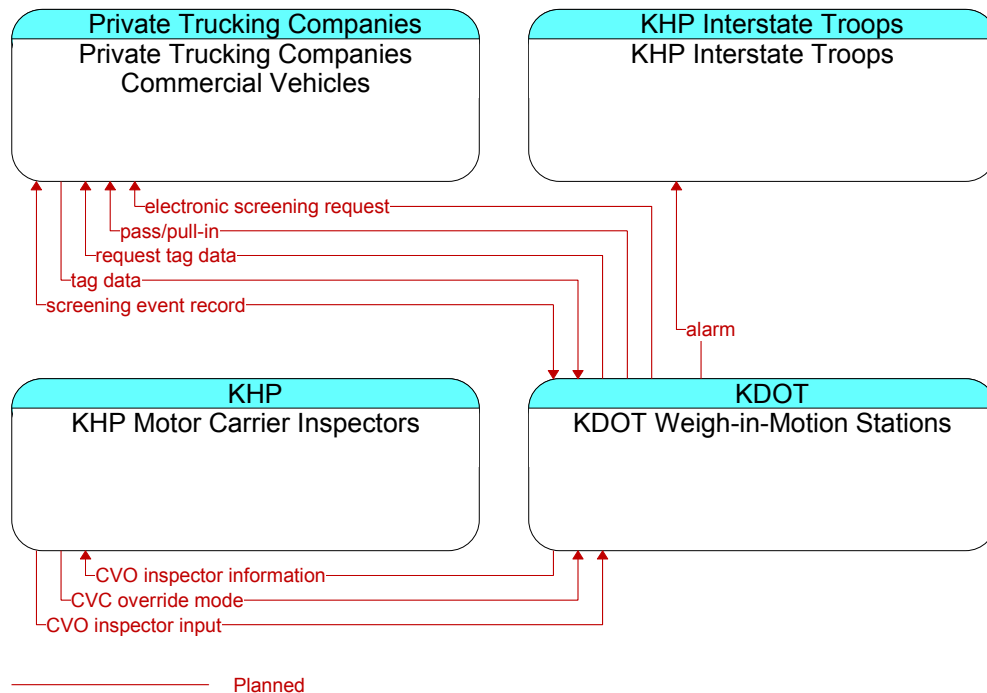 Private Trucking Companies
Private Trucking Companies
Commercial Vehicles
KHP Interstate Troops
KHP Interstate Troops
electronic screening request
pass/pull-in
request tag data
tag data
screening event record
alarm
KHP
KHP Motor Carrier Inspectors
KDOT
KDOT Weigh-in-Motion Stations
CVO inspector information
CVC override mode
CVO inspector input
Planned